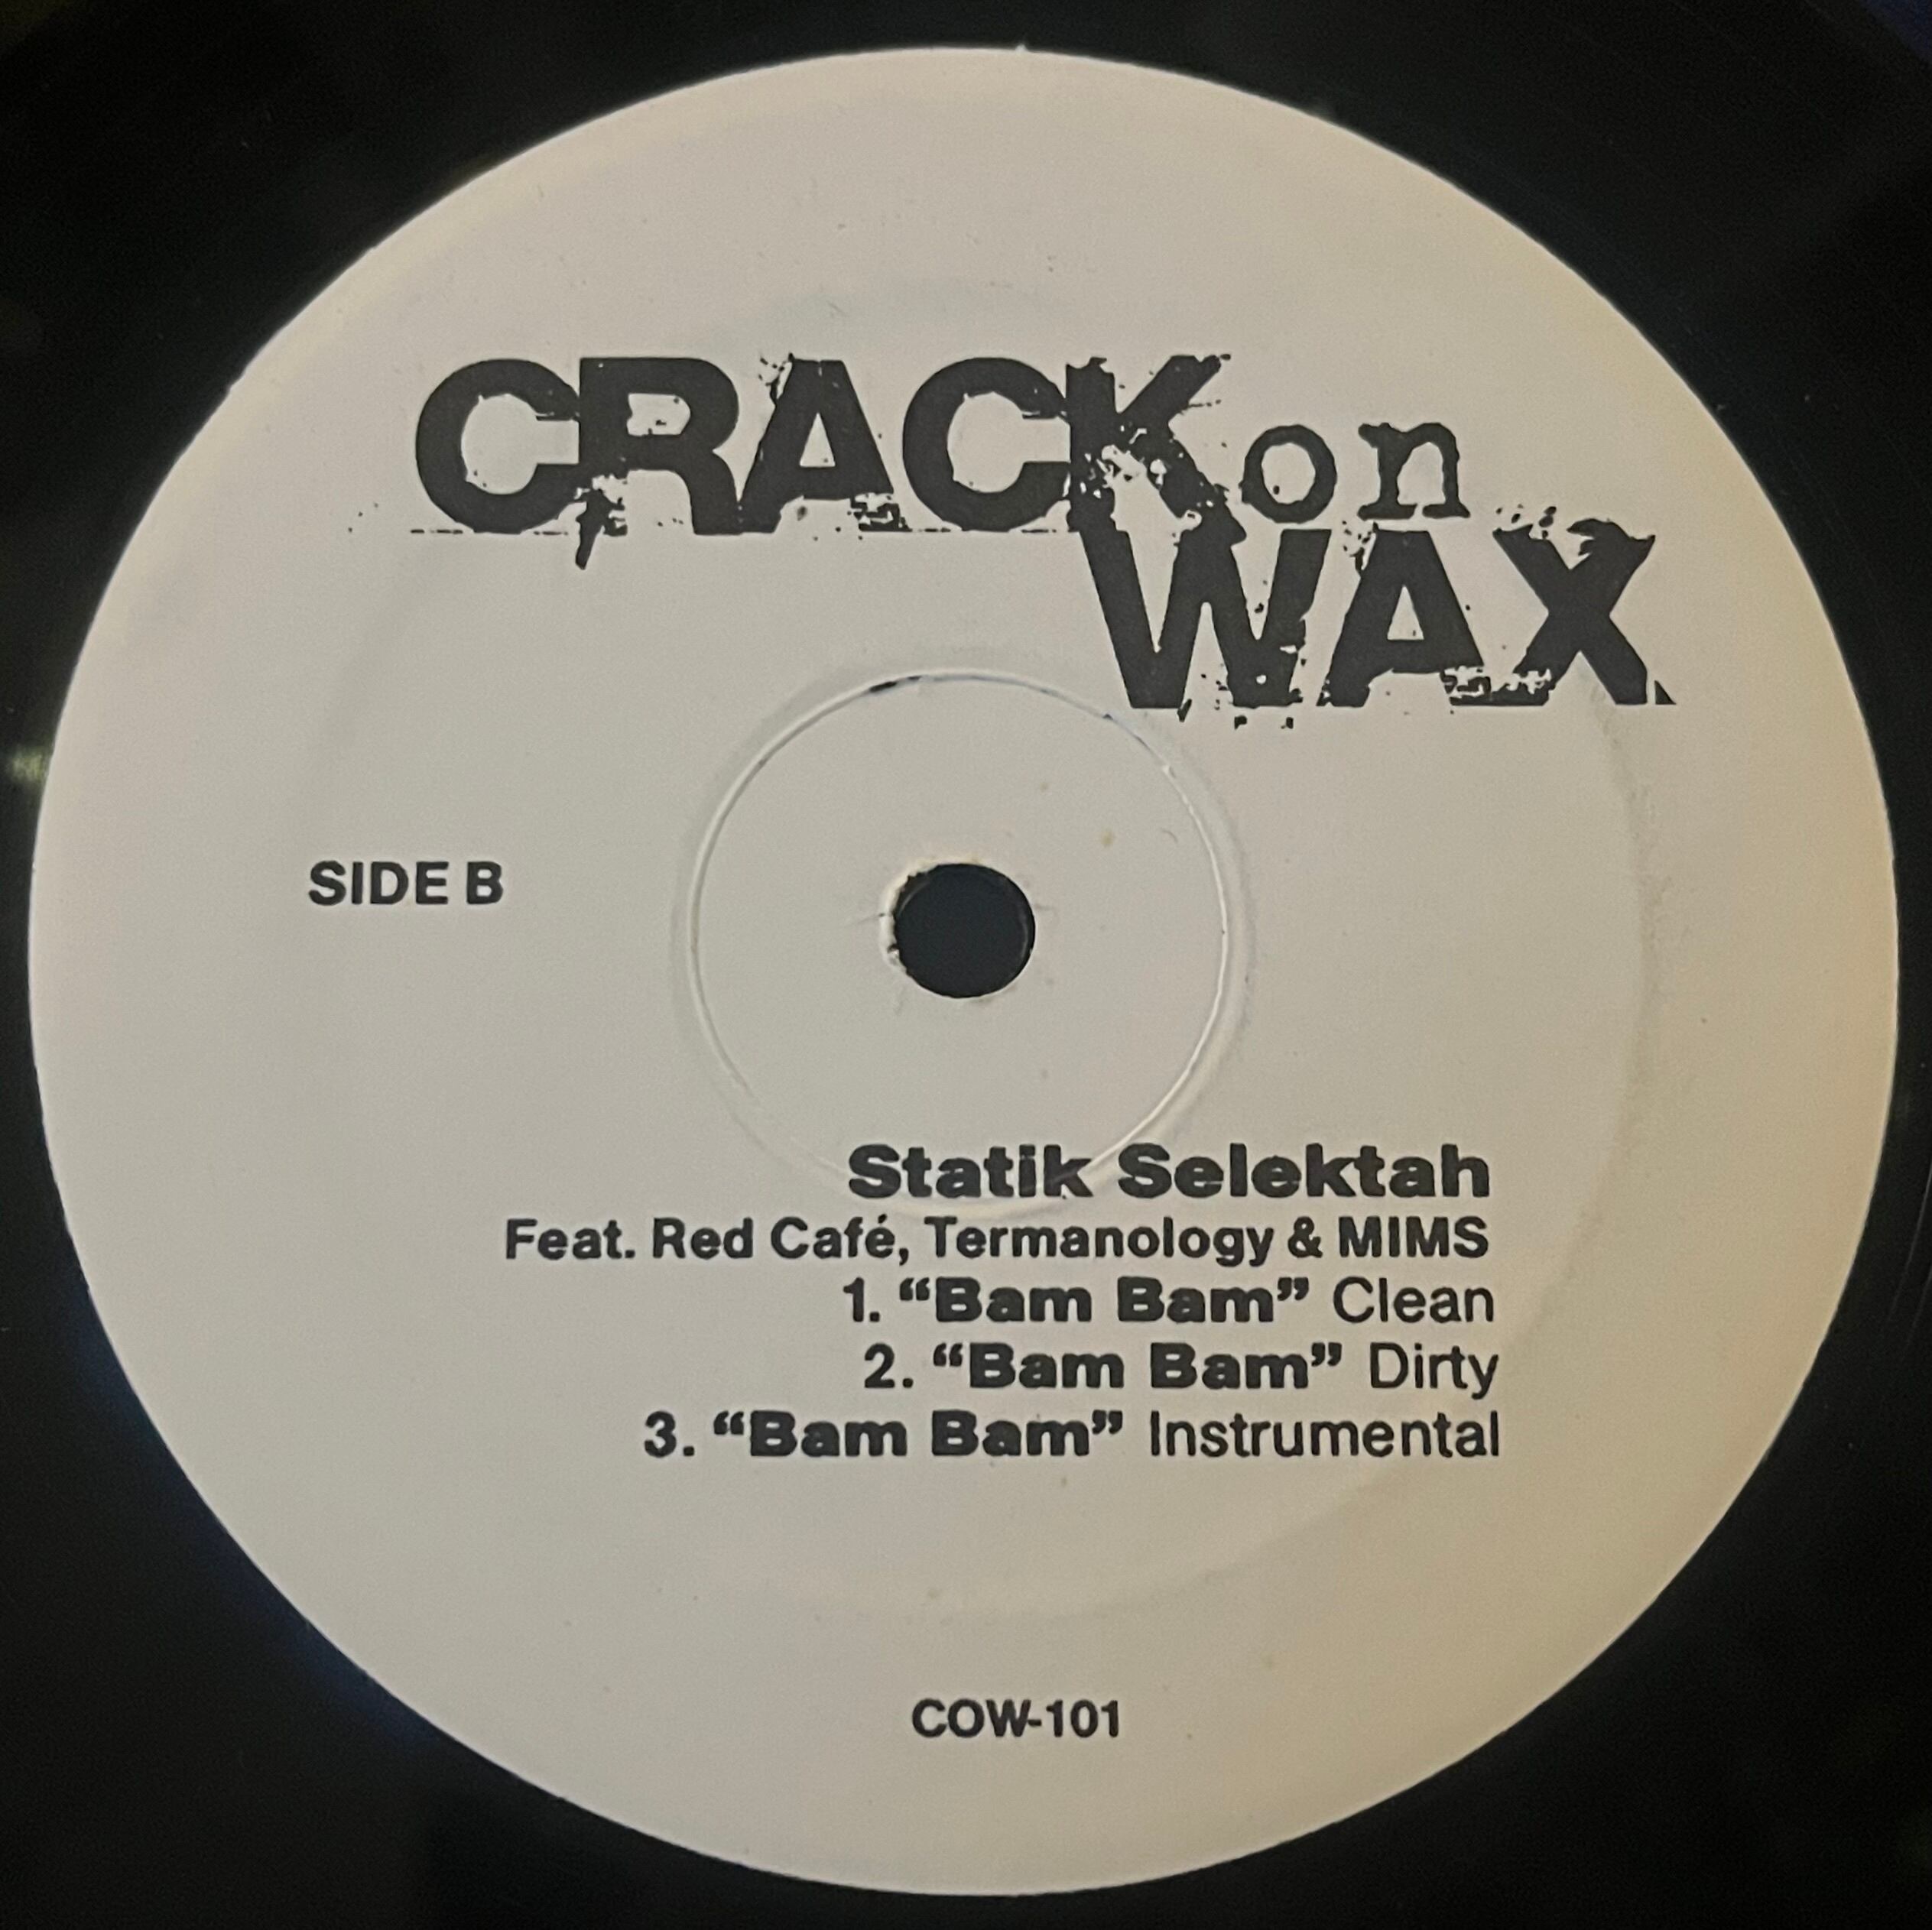 CRACK on
WAX
SIDE B
Statik Selektah
Feat. Red Café, Termanology & MIMS
1. “Bam Bam” Clean
2. “Bam Bam” Dirty
3. “Bam Bam” Instrumental
COW-101